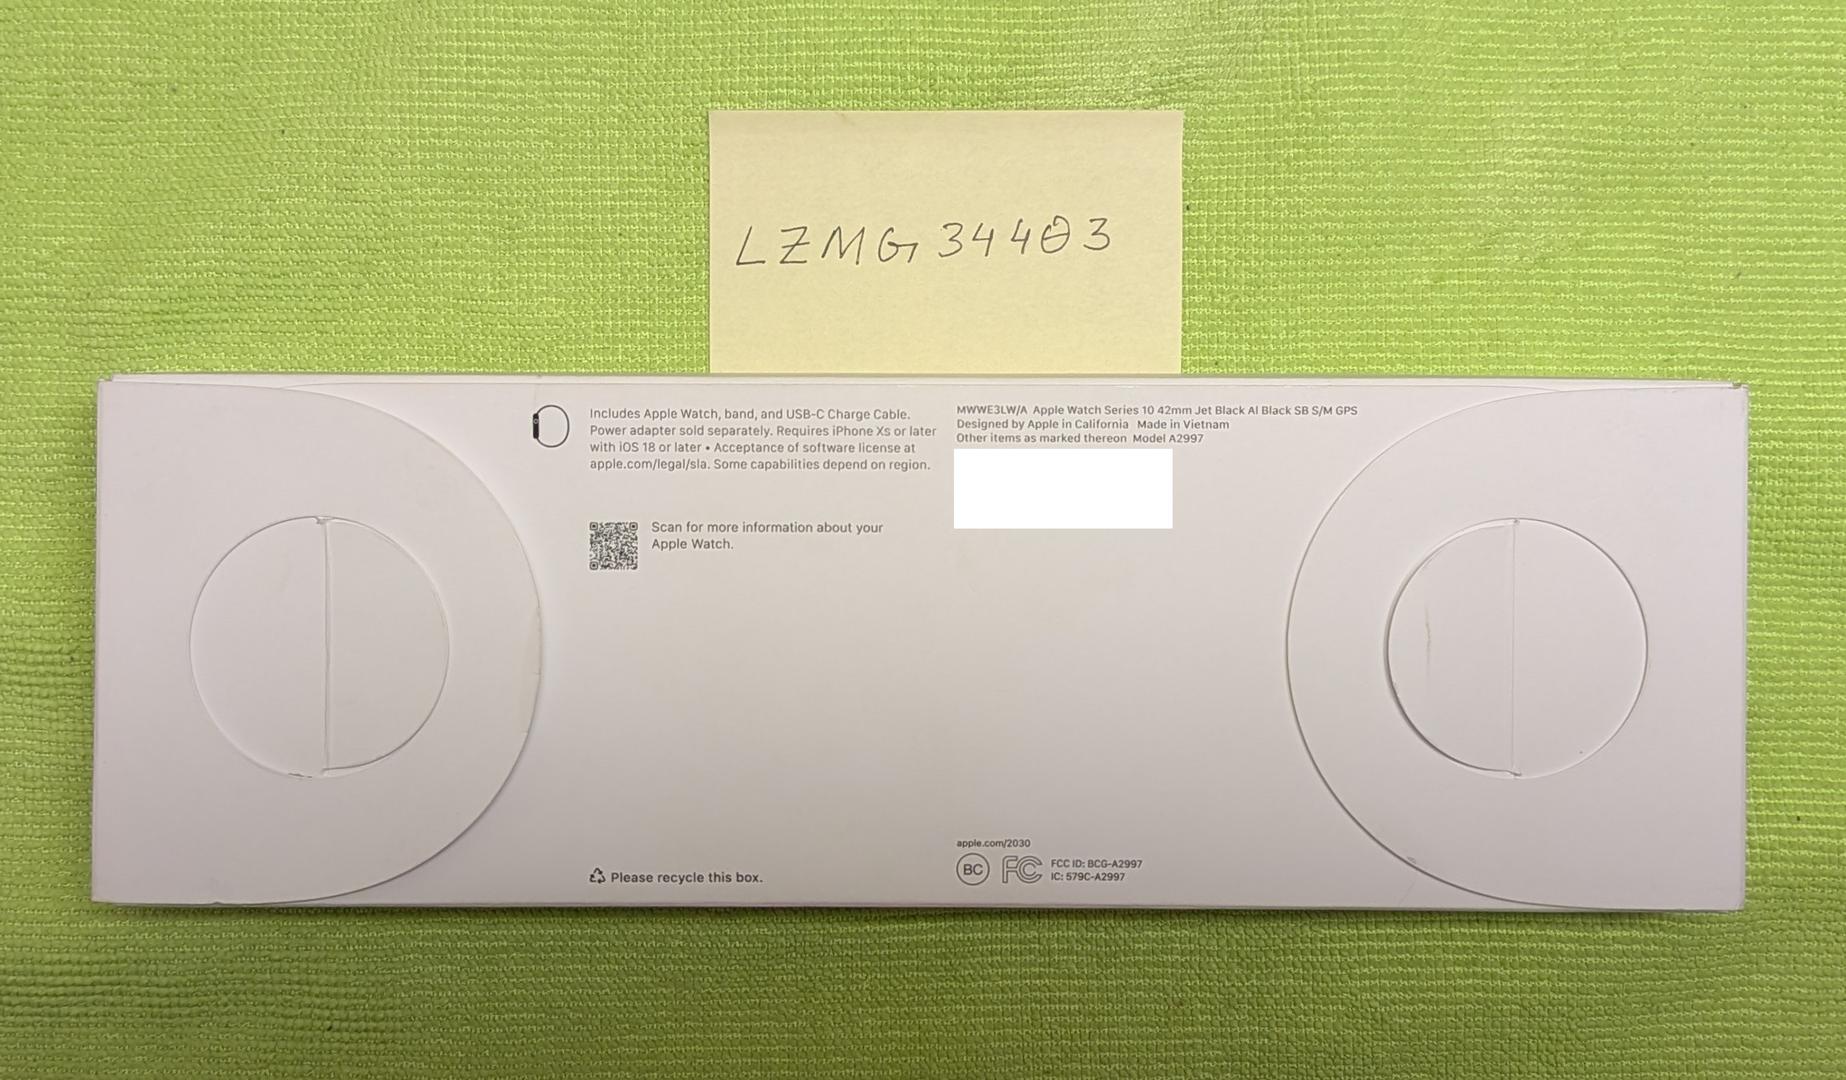 LZMG34403
Includes Apple Watch, band, and USB-C Charge Cable.
Power adapter sold separately. Requires iPhone Xs or later
with iOS 18 or later • Acceptance of software license at
apple.com/legal/sla. Some capabilities depend on region.
Scan for more information about your
Apple Watch.
Please recycle this box.
MWWE3LW/A Apple Watch Series 10 42mm Jet Black Al Black SB S/M GPS
Designed by Apple in California Made in Vietnam
Other items as marked thereon Model A2997
apple.com/2030
BC FC FCC ID: BCG-A2997
IC: 579C-A2997